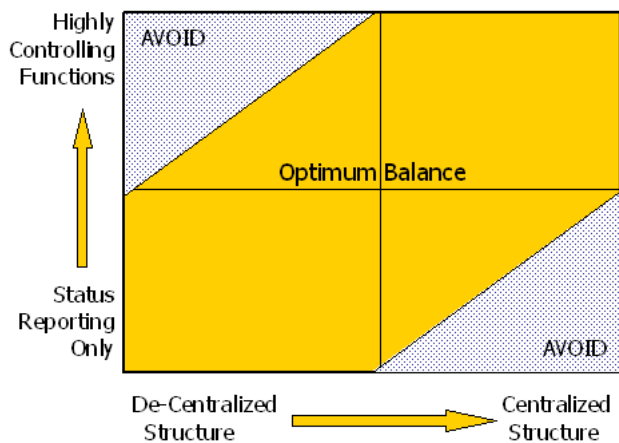 Highly
Controlling
Functions
AVOID
Optimum Balance
Status
Reporting
Only
AVOID
De-Centralized
Structure
Centralized
Structure